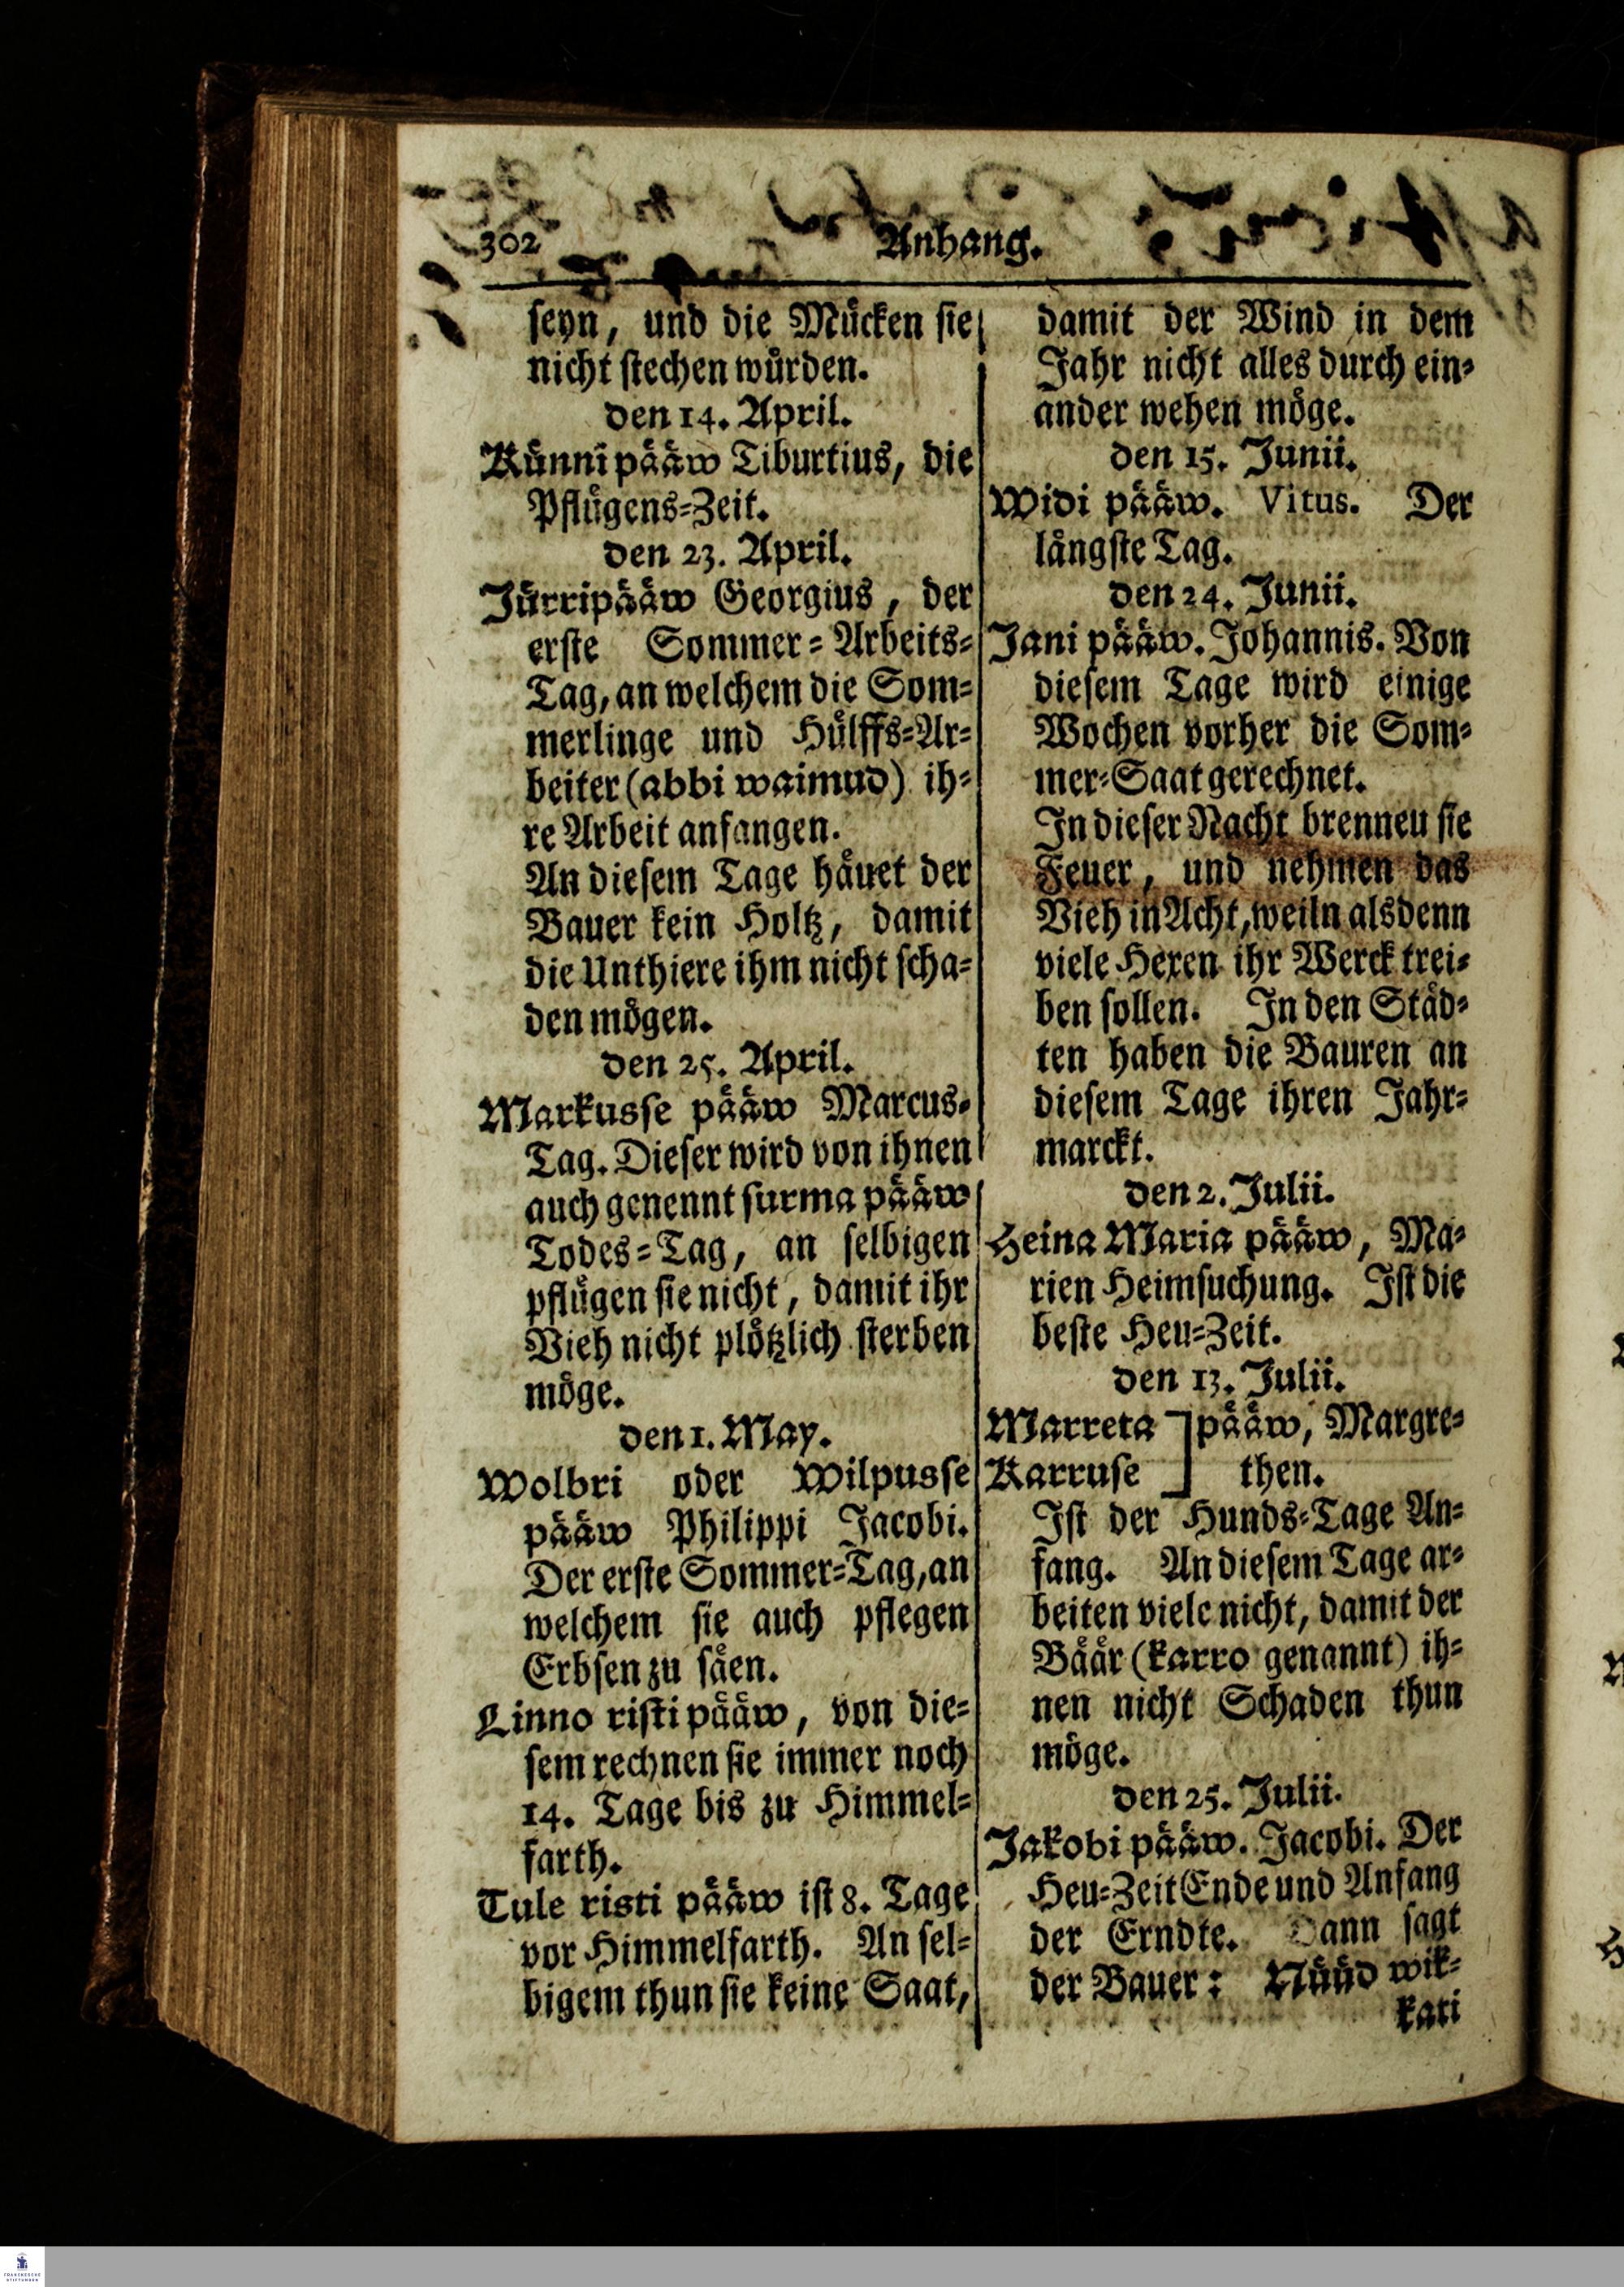 302
Anhang.
seyn, und die Mücken sie
nicht stechen würden.
den 14. April.
Künni pääw Tiburtius, die
Pflügens-Zeit.
den 23. April.
Jürripääw Georgius, der
erste Sommer-Arbeits-
Tag, an welchem die Som-
merlinge und Hülffs-Ar-
beiter (abbi waimud) ih-
re Arbeit anfangen.
An diesem Tage häuet der
Bauer kein Holtz, damit
die Unthiere ihm nicht scha-
den mögen.
den 25. April.
Markusse pääw Marcus-
Tag. Dieser wird von ihnen
auch genennt surma pääw
Todes-Tag, an selbigen
pflügen sie nicht, damit ihr
Vieh nicht plötzlich sterben
möge.
den 1. May.
Wolbri oder Wilpusse
pääw Philippi Jacobi.
Der erste Sommer-Tag, an
welchem sie auch pflegen
Erbsen zu säen.
Linno risti pääw, von die-
sem rechnen sie immer noch
14. Tage bis zu Himmel-
farth.
Tule risti pääw ist 8. Tage
vor Himmelfarth. An sel-
bigem thun sie keine Saat,
damit der Wind in dem
Jahr nicht alles durch ein-
ander wehen möge.
den 15. Junii.
Widi pääw. Vitus. Der
längste Tag.
den 24. Junii.
Jani pääw. Johannis. Von
diesem Tage wird einige
Wochen vorher die Som-
mer-Saat gerechnet.
In dieser Nacht brenneu sie
Feuer, und nehmen das
Vieh in Acht, weiln alsdenn
viele Hexen ihr Werck trei-
ben sollen. In den Städ-
ten haben die Bauren an
diesem Tage ihren Jahr-
marckt.
den 2. Julii.
Heina Maria pääw, Ma-
rien Heimsuchung. Ist die
beste Heu-Zeit.
den 13. Julii.
Marreta ] pääw, Margre-
Karruse ] then.
Ist der Hunds-Tage An-
fang. An diesem Tage ar-
beiten viele nicht, damit der
Bäär (karro genannt) ih-
nen nicht Schaden thun
möge.
den 25. Julii.
Jakobi pääw. Jacobi. Der
Heu-Zeit Ende und Anfang
der Erndte. Dann sagt
der Bauer: Nüüd wik-
kati